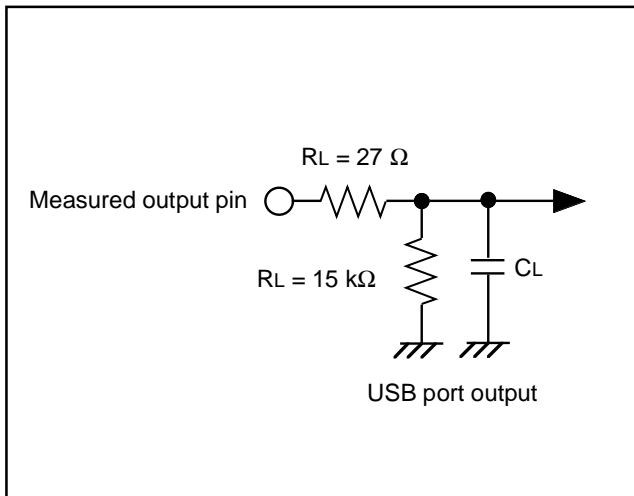 RL = 27 Ω
Measured output pin
RL = 15 kΩ
CL
USB port output